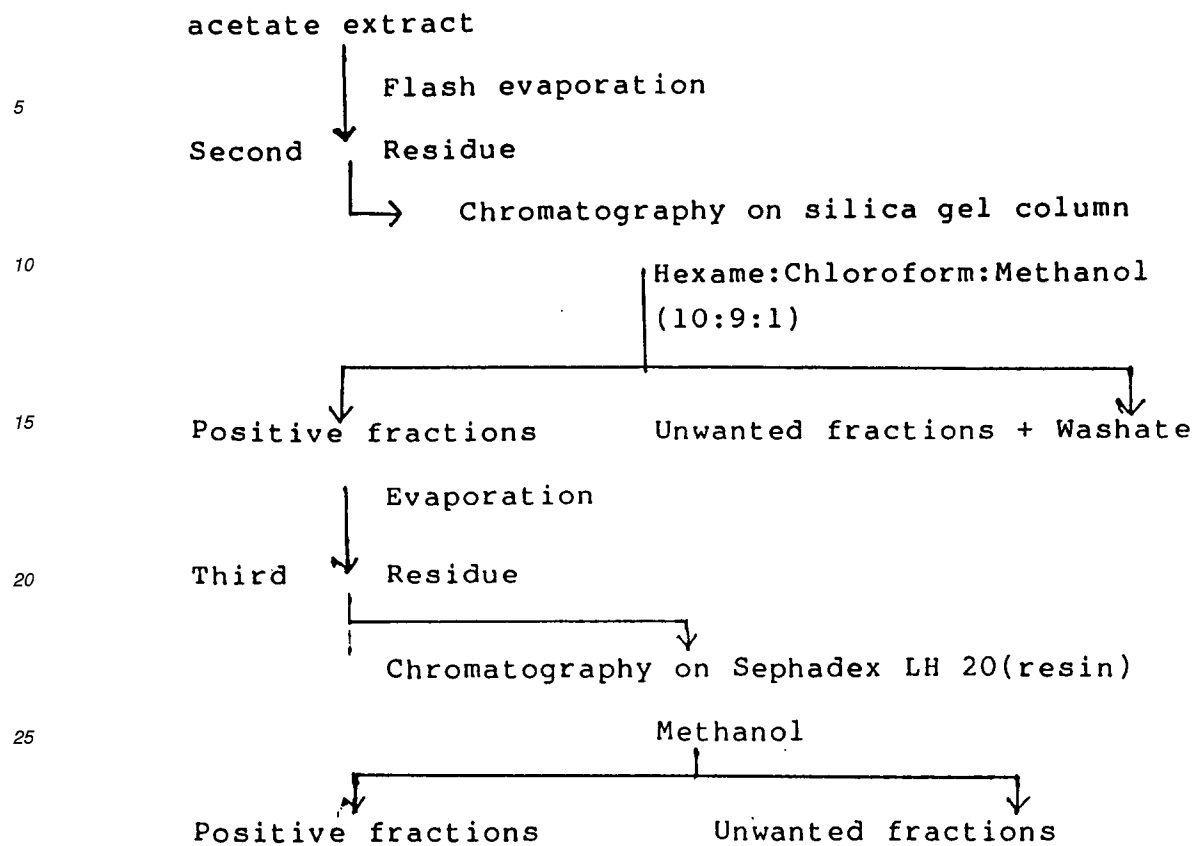 acetate extract
Flash evaporation
5
Second Residue
Chromatography on silica gel column
10
Hexame:Chloroform:Methanol
(10:9:1)
15
Positive fractions Unwanted fractions + Washate
Evaporation
20
Third Residue
Chromatography on Sephadex LH 20(resin)
25
Methanol
Positive fractions Unwanted fractions